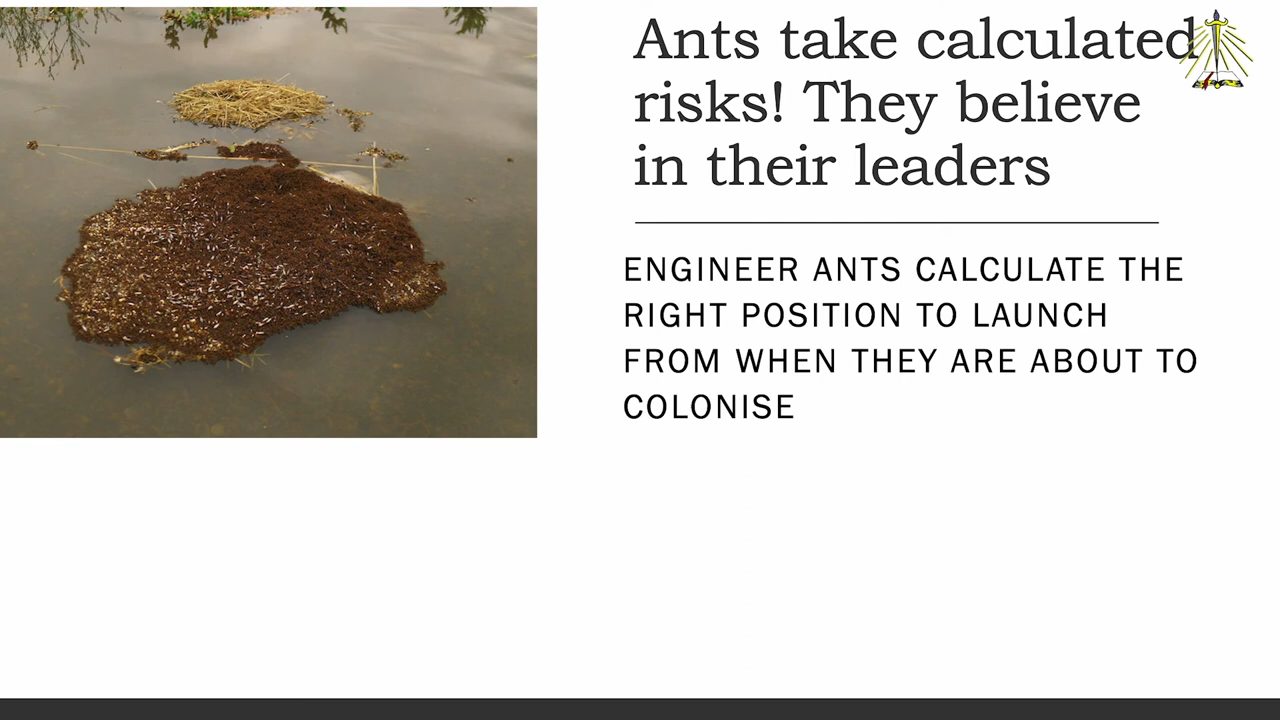 Ants take calculated
risks! They believe
in their leaders
ENGINEER ANTS CALCULATE THE
RIGHT POSITION TO LAUNCH
FROM WHEN THEY ARE ABOUT TO
COLONISE